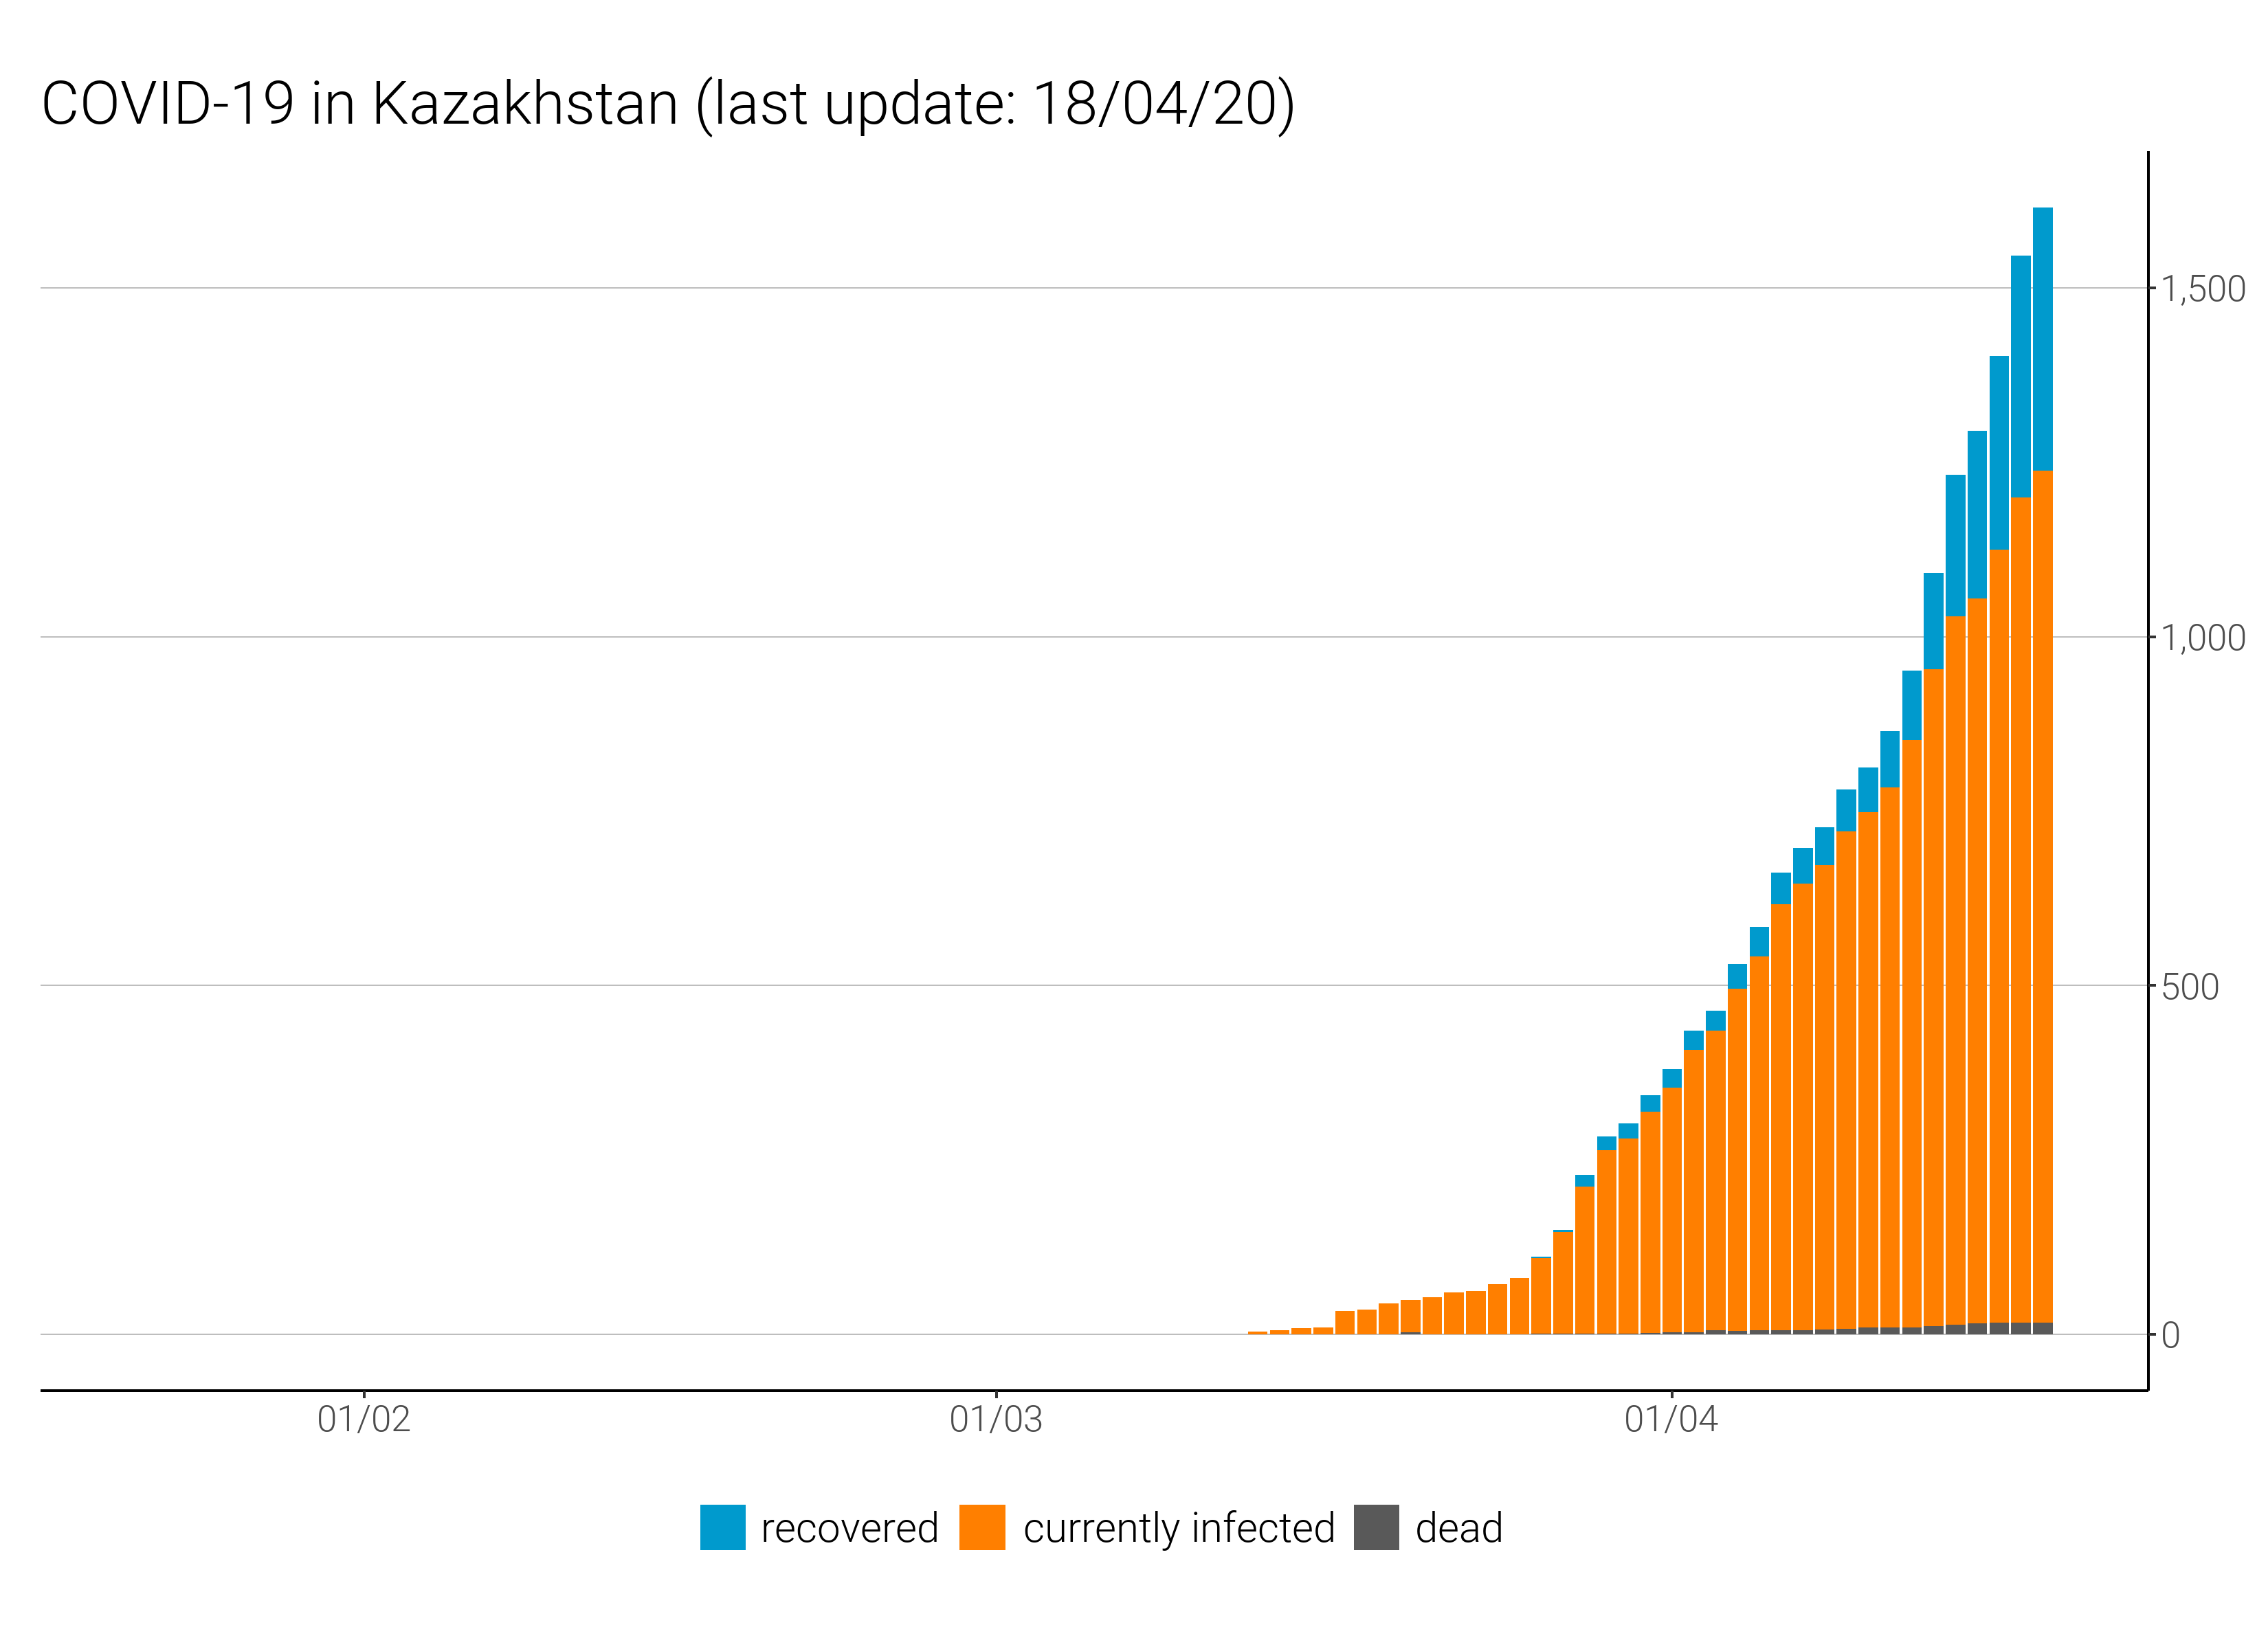 COVID-19 in Kazakhstan (last update: 18/04/20)
1,500
1,000
500
0
01/02 01/03 01/04
recovered currently infected dead